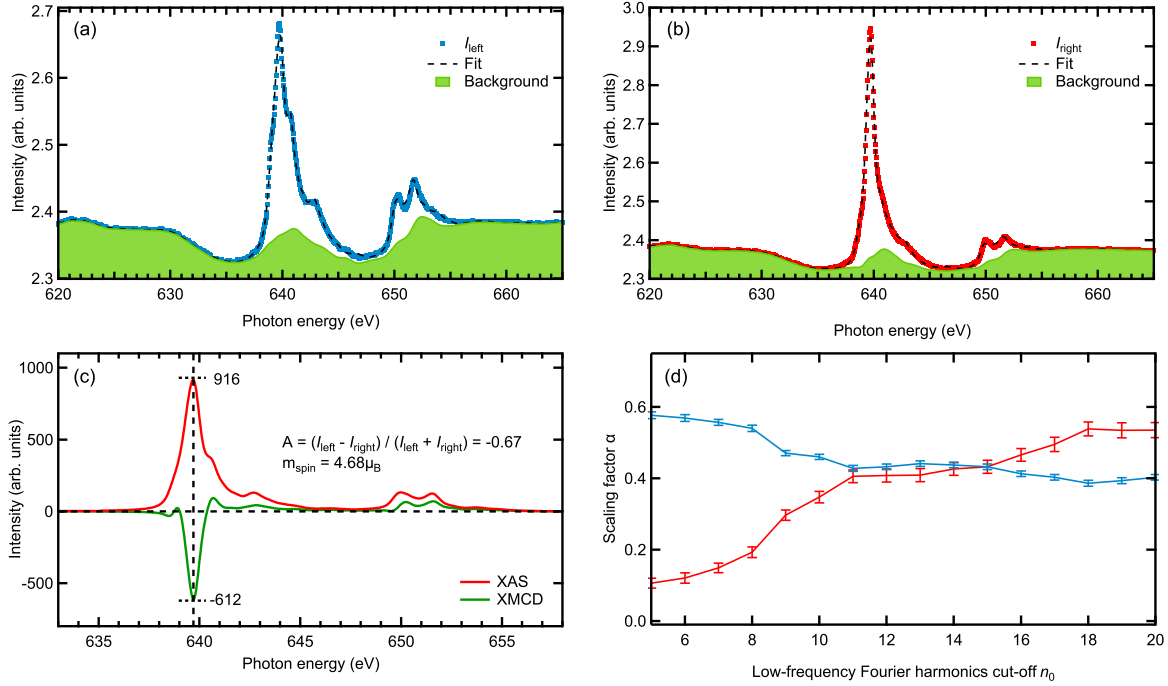 (a)
I_left
Fit
Background
Intensity (arb. units)
2.7
2.6
2.5
2.4
2.3
620
630
640
650
660
Photon energy (eV)
(b)
I_right
Fit
Background
Intensity (arb. units)
3.0
2.9
2.8
2.7
2.6
2.5
2.4
2.3
620
630
640
650
660
Photon energy (eV)
(c)
916
A = (I_left - I_right) / (I_left + I_right) = -0.67
m_spin = 4.68μ_B
-612
XAS
XMCD
Intensity (arb. units)
1000
500
0
-500
635
640
645
650
655
Photon energy (eV)
(d)
Scaling factor α
0.6
0.4
0.2
0
6
8
10
12
14
16
18
20
Low-frequency Fourier harmonics cut-off n_0